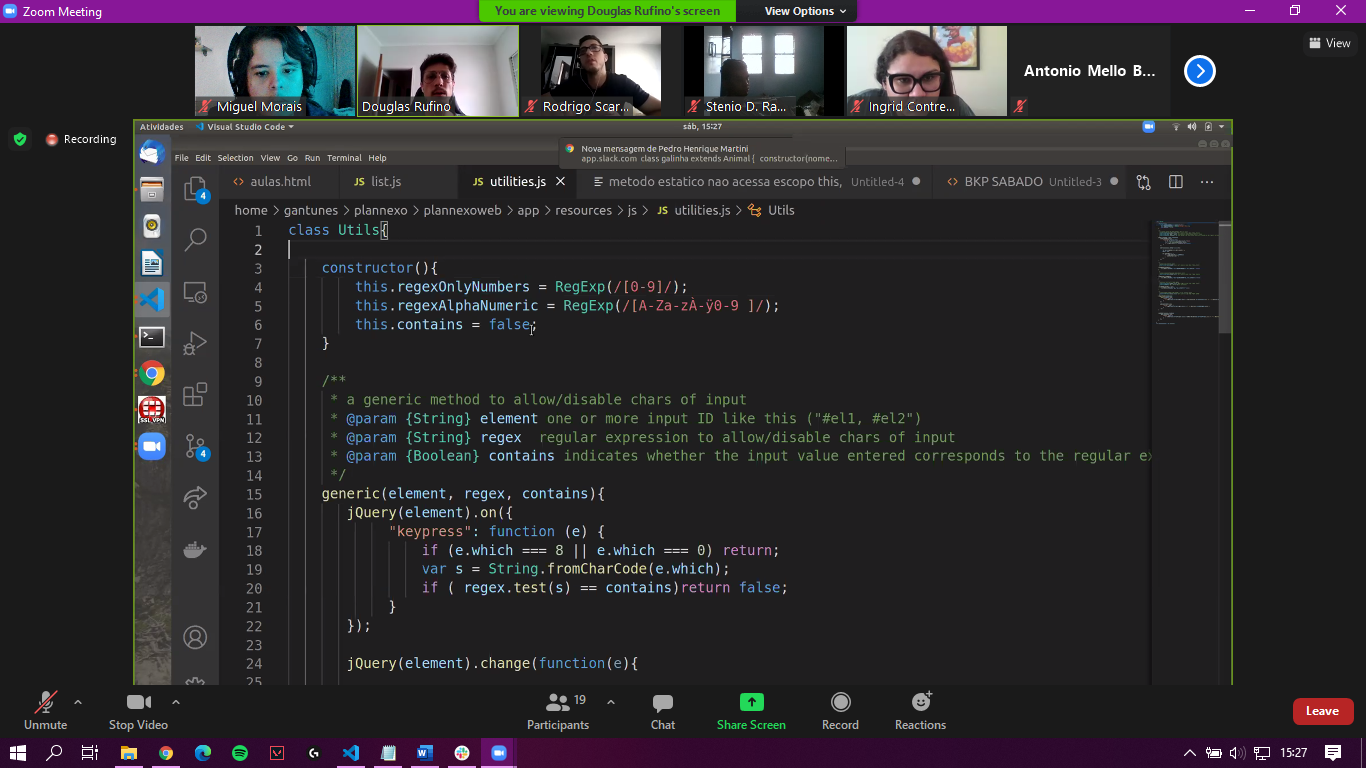 Zoom Meeting
You are viewing Douglas Rufino's screen
View Options
Miguel Morais
Douglas Rufino
Rodrigo Scar...
Stenio D. Ra...
Ingrid Contre...
Antonio Mello B...
View
Recording
Atividades
Visual Studio Code
sáb, 15:27
Nova mensagem de Pedro Henrique Martini
app.slack.com class galinha extends Animal { constructor(nome...
File Edit Selection View Go Run Terminal Help
aulas.html
JS list.js
JS utilities.js
metodo estatico nao acessa escopo this, Untitled-4
BKP SABADO Untitled-3
home > gantunes > plannexo > plannexoweb > app > resources > js > JS utilities.js > Utils
1 class Utils{
2
3 constructor(){
4 this.regexOnlyNumbers = RegExp(/[0-9]/);
5 this.regexAlphaNumeric = RegExp(/[A-Za-zÀ-ÿ0-9 ]/);
6 this.contains = false;
7 }
8
9 /**
10 * a generic method to allow/disable chars of input
11 * @param {String} element one or more input ID like this ("#el1, #el2")
12 * @param {String} regex  regular expression to allow/disable chars of input
13 * @param {Boolean} contains indicates whether the input value entered corresponds to the regular ex
14 */
15 generic(element, regex, contains){
16 jQuery(element).on({
17 "keypress": function (e) {
18 if (e.which === 8 || e.which === 0) return;
19 var s = String.fromCharCode(e.which);
20 if ( regex.test(s) == contains)return false;
21 }
22 });
23
24 jQuery(element).change(function(e){
25
4
4
SSL VPN
Unmute
Stop Video
Participants
19
Chat
Share Screen
Record
Reactions
Leave
15:27